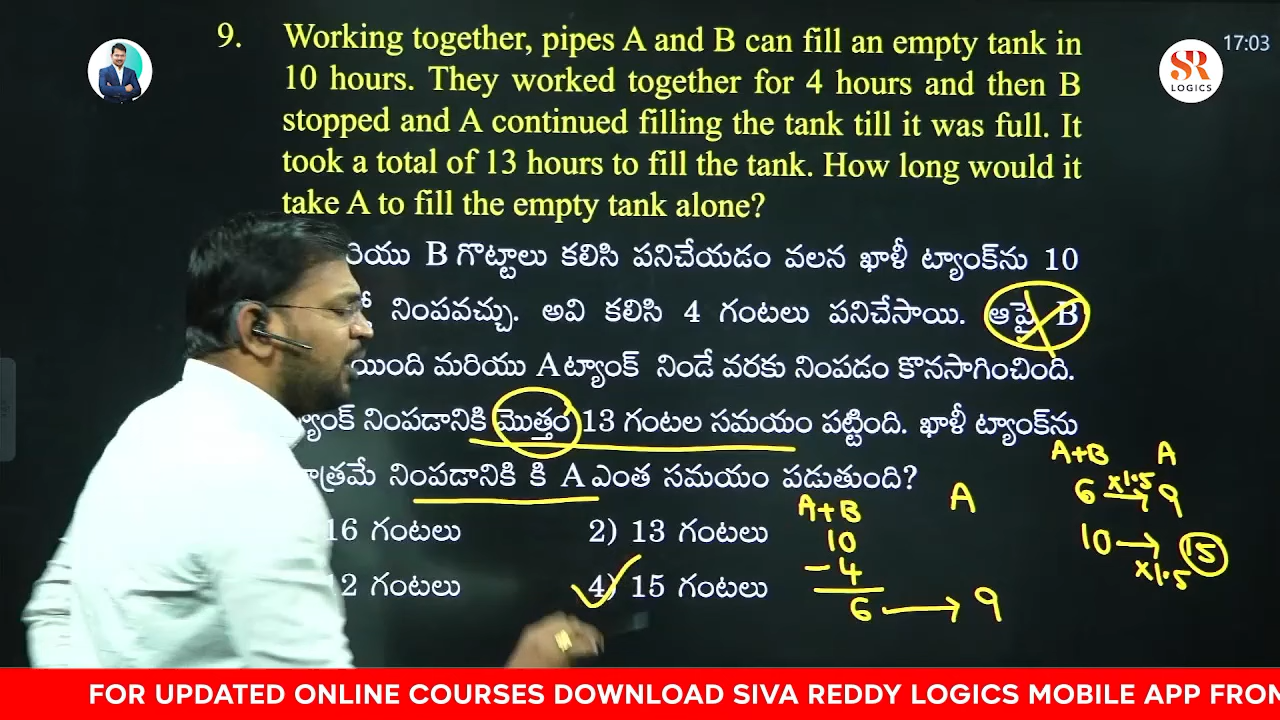 17:03
SR
LOGICS
9. Working together, pipes A and B can fill an empty tank in
10 hours. They worked together for 4 hours and then B
stopped and A continued filling the tank till it was full. It
took a total of 13 hours to fill the tank. How long would it
take A to fill the empty tank alone?
రియు B గొట్టాలు కలిసి పనిచేయడం వలన ఖాళీ ట్యాంక్‌ను 10
నింపవచ్చు. అవి కలిసి 4 గంటలు పనిచేసాయి. ఆపై B
యింది మరియు A ట్యాంక్ నిండే వరకు నింపడం కొనసాగించింది.
్యాంక్ నింపడానికి మొత్తం 13 గంటల సమయం పట్టింది. ఖాళీ ట్యాంక్‌ను
ాత్రమే నింపడానికి కి A ఎంత సమయం పడుతుంది?
16 గంటలు 2) 13 గంటలు
12 గంటలు 4) 15 గంటలు
A+B A
10
-4
6 → 9
A+B A
6 ×1.5 → 9
10 → 15
×1.5
FOR UPDATED ONLINE COURSES DOWNLOAD SIVA REDDY LOGICS MOBILE APP FROM